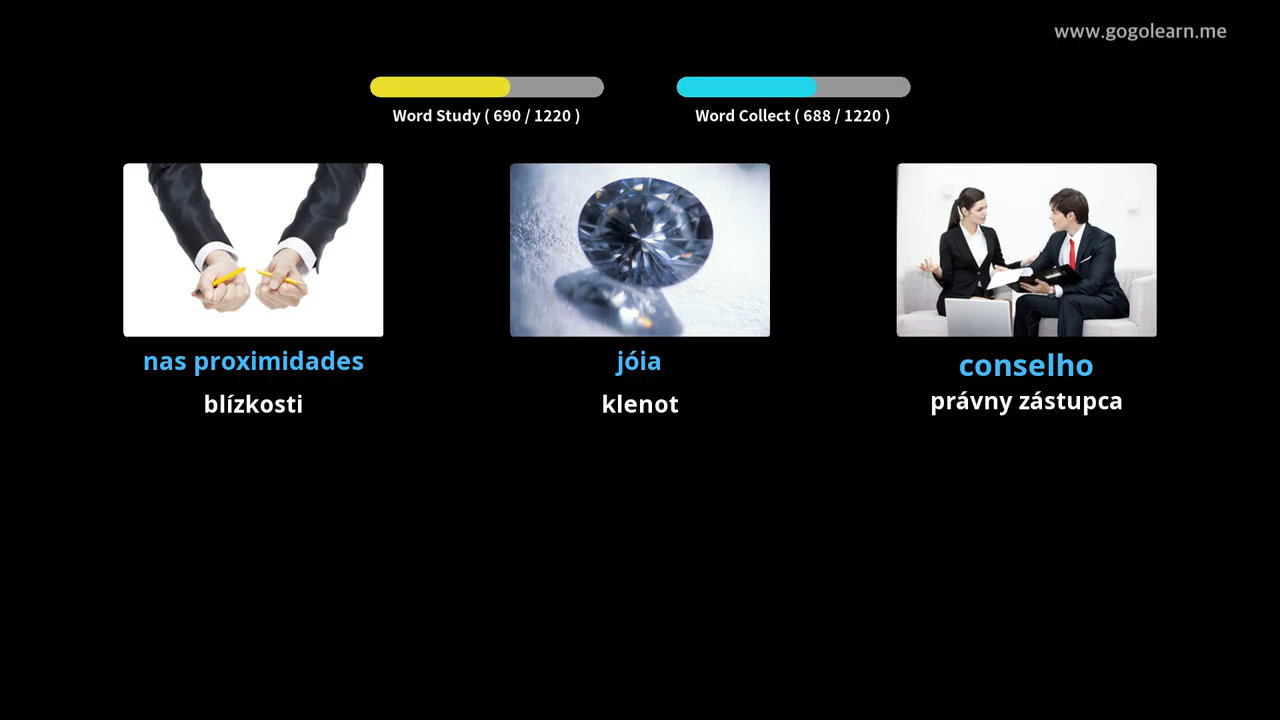 www.gogolearn.me
Word Study ( 690 / 1220 )
Word Collect ( 688 / 1220 )
nas proximidades
blízkosti
jóia
klenot
conselho
právny zástupca